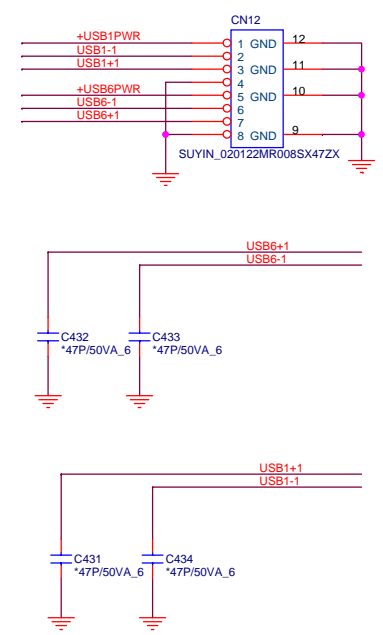 CN12
+USB1PWR 1 GND 12
USB1-1 2
USB1+1 3 GND 11
4
+USB6PWR 5 GND 10
USB6-1 6
USB6+1 7
8 GND 9
SUYIN_020122MR008SX47ZX
USB6+1
USB6-1
C432 C433
*47P/50VA_6 *47P/50VA_6
USB1+1
USB1-1
C431 C434
*47P/50VA_6 *47P/50VA_6